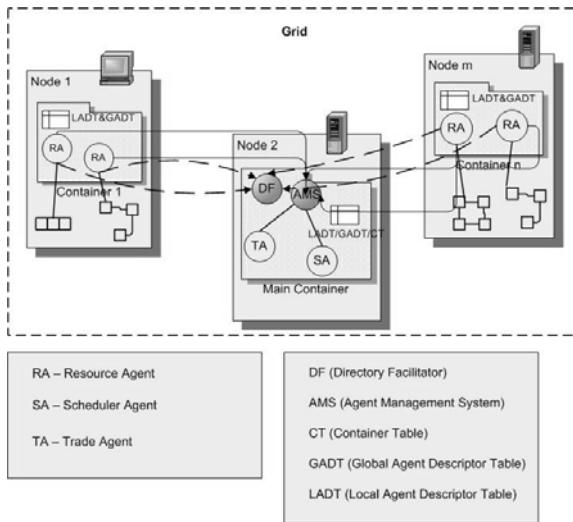 Grid
Node 1
LADT&GADT
RA
RA
Container 1
Node 2
DF
AMS
LADT/GADT/CT
TA
SA
Main Container
Node m
LADT&GADT
RA
RA
Container n
RA – Resource Agent
SA – Scheduler Agent
TA – Trade Agent
DF (Directory Facilitator)
AMS (Agent Management System)
CT (Container Table)
GADT (Global Agent Descriptor Table)
LADT (Local Agent Descriptor Table)